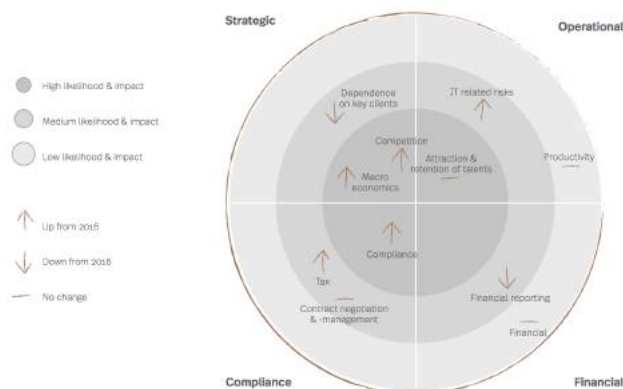 Strategic
Operational
High likelihood & impact
Medium likelihood & impact
Low likelihood & impact
Up from 2015
Down from 2016
No change
Dependence
on key clients
IT related risks
Competition
Attraction &
retention of talents
Productivity
Macro
economics
Compliance
Tax
Contract negotiation
& -management
Financial reporting
Financial
Compliance
Financial